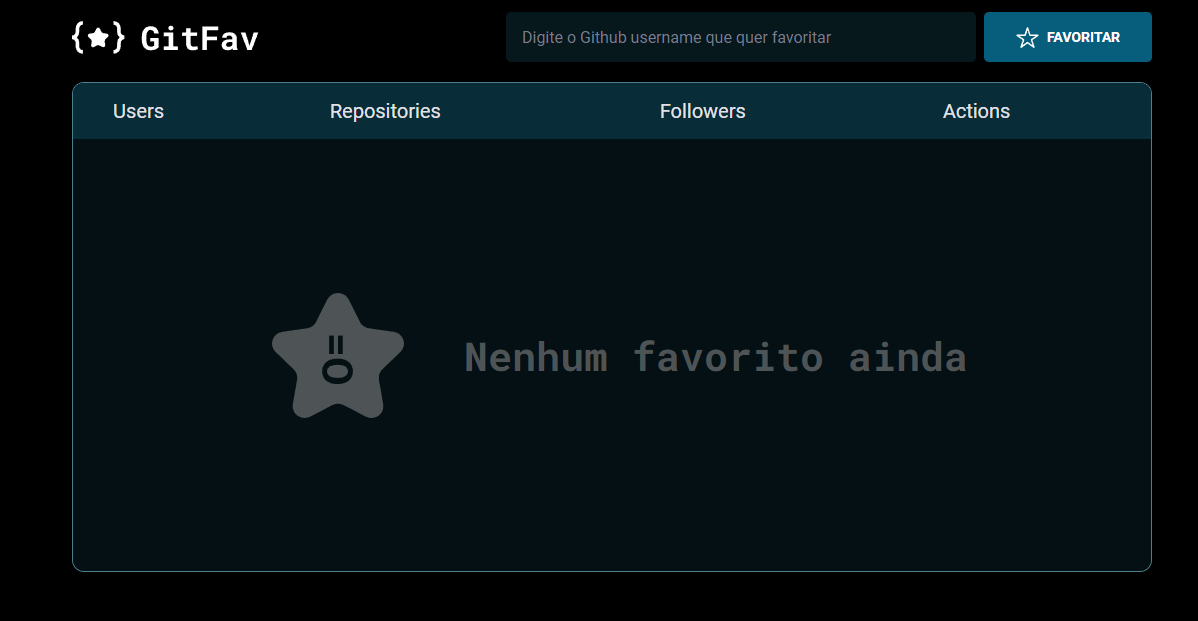 {★} GitFav
Digite o Github username que quer favoritar
FAVORITAR
Users Repositories Followers Actions
Nenhum favorito ainda